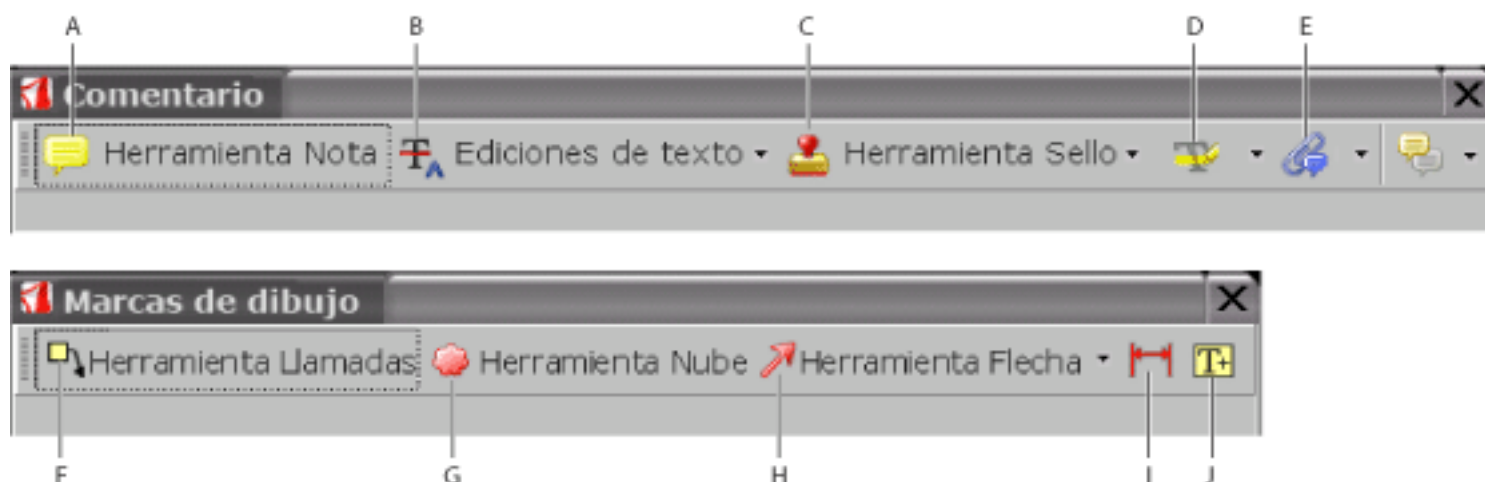 A B C D E
Comentario
Herramienta Nota Ediciones de texto Herramienta Sello
Marcas de dibujo
Herramienta Llamadas Herramienta Nube Herramienta Flecha T+
F G H I J